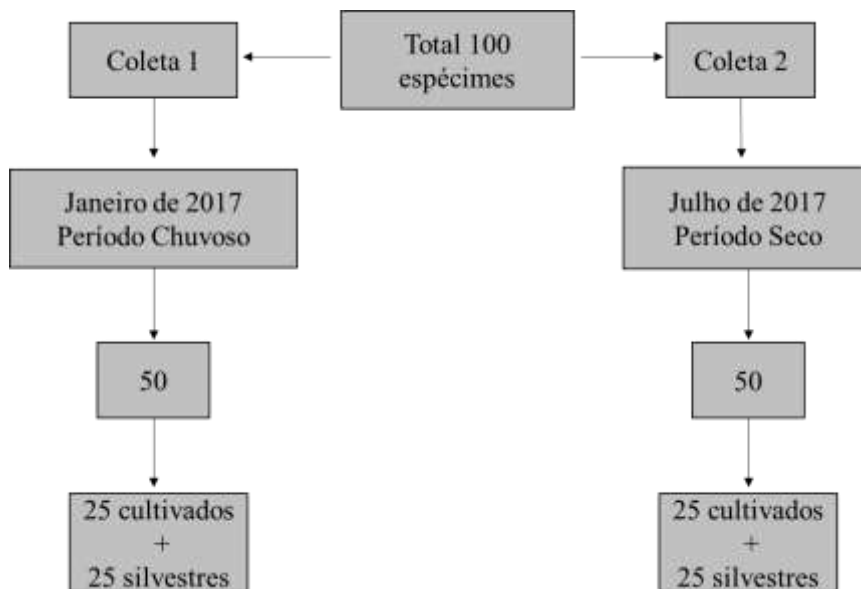 Total 100
espécimes
Coleta 1
Coleta 2
Janeiro de 2017
Período Chuvoso
Julho de 2017
Período Seco
50
50
25 cultivados
+
25 silvestres
25 cultivados
+
25 silvestres